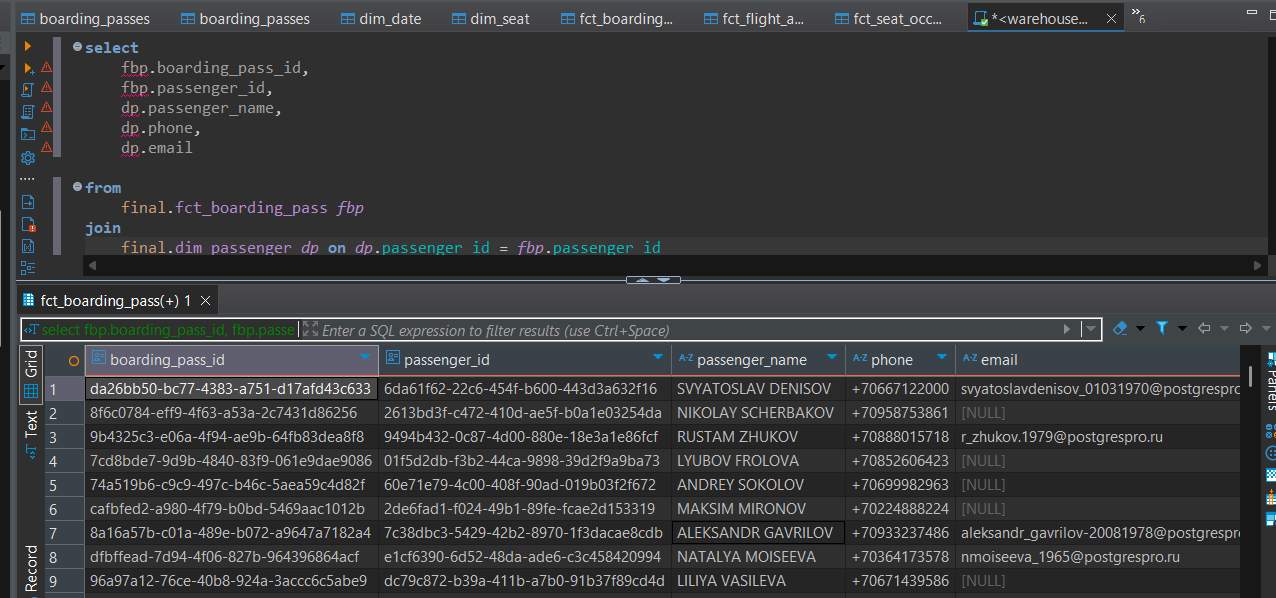 boarding_passes boarding_passes dim_date dim_seat fct_boarding... fct_flight_a... fct_seat_occ... *<warehouse... »6
select
fbp.boarding_pass_id,
fbp.passenger_id,
dp.passenger_name,
dp.phone,
dp.email
from
final.fct_boarding_pass fbp
join
final.dim_passenger dp on dp.passenger_id = fbp.passenger_id
fct_boarding_pass(+) 1
select fbp.boarding_pass_id, fbp.passe Enter a SQL expression to filter results (use Ctrl+Space)
Grid
Text
Record
Panels
boarding_pass_id passenger_id A-Z passenger_name A-Z phone A-Z email
1 da26bb50-bc77-4383-a751-d17afd43c633 6da61f62-22c6-454f-b600-443d3a632f16 SVYATOSLAV DENISOV +70667122000 svyatoslavdenisov_01031970@postgrespro
2 8f6c0784-eff9-4f63-a53a-2c7431d86256 2613bd3f-c472-410d-ae5f-b0a1e03254da NIKOLAY SCHERBAKOV +70958753861 [NULL]
3 9b4325c3-e06a-4f94-ae9b-64fb83dea8f8 9494b432-0c87-4d00-880e-18e3a1e86fcf RUSTAM ZHUKOV +70888015718 r_zhukov.1979@postgrespro.ru
4 7cd8bde7-9d9b-4840-83f9-061e9dae9086 01f5d2db-f3b2-44ca-9898-39d2f9a9ba73 LYUBOV FROLOVA +70852606423 [NULL]
5 74a519b6-c9c9-497c-b46c-5aea59c4d82f 60e71e79-4c00-408f-90ad-019b03f2f672 ANDREY SOKOLOV +70699982963 [NULL]
6 cafbfed2-a980-4f79-b0bd-5469aac1012b 2de6fad1-f024-49b1-89fe-fcae2d153319 MAKSIM MIRONOV +70224888224 [NULL]
7 8a16a57b-c01a-489e-b072-a9647a7182a4 7c38dbc3-5429-42b2-8970-1f3dacae8cdb ALEKSANDR GAVRILOV +70933237486 aleksandr_gavrilov-20081978@postgrespro
8 dfbffead-7d94-4f06-827b-964396864acf e1cf6390-6d52-48da-ade6-c3c458420994 NATALYA MOISEEVA +70364173578 nmoiseeva_1965@postgrespro.ru
9 96a97a12-76ce-40b8-924a-3accc6c5abe9 dc79c872-b39a-411b-a7b0-91b37f89cd4d LILIYA VASILEVA +70671439586 [NULL]